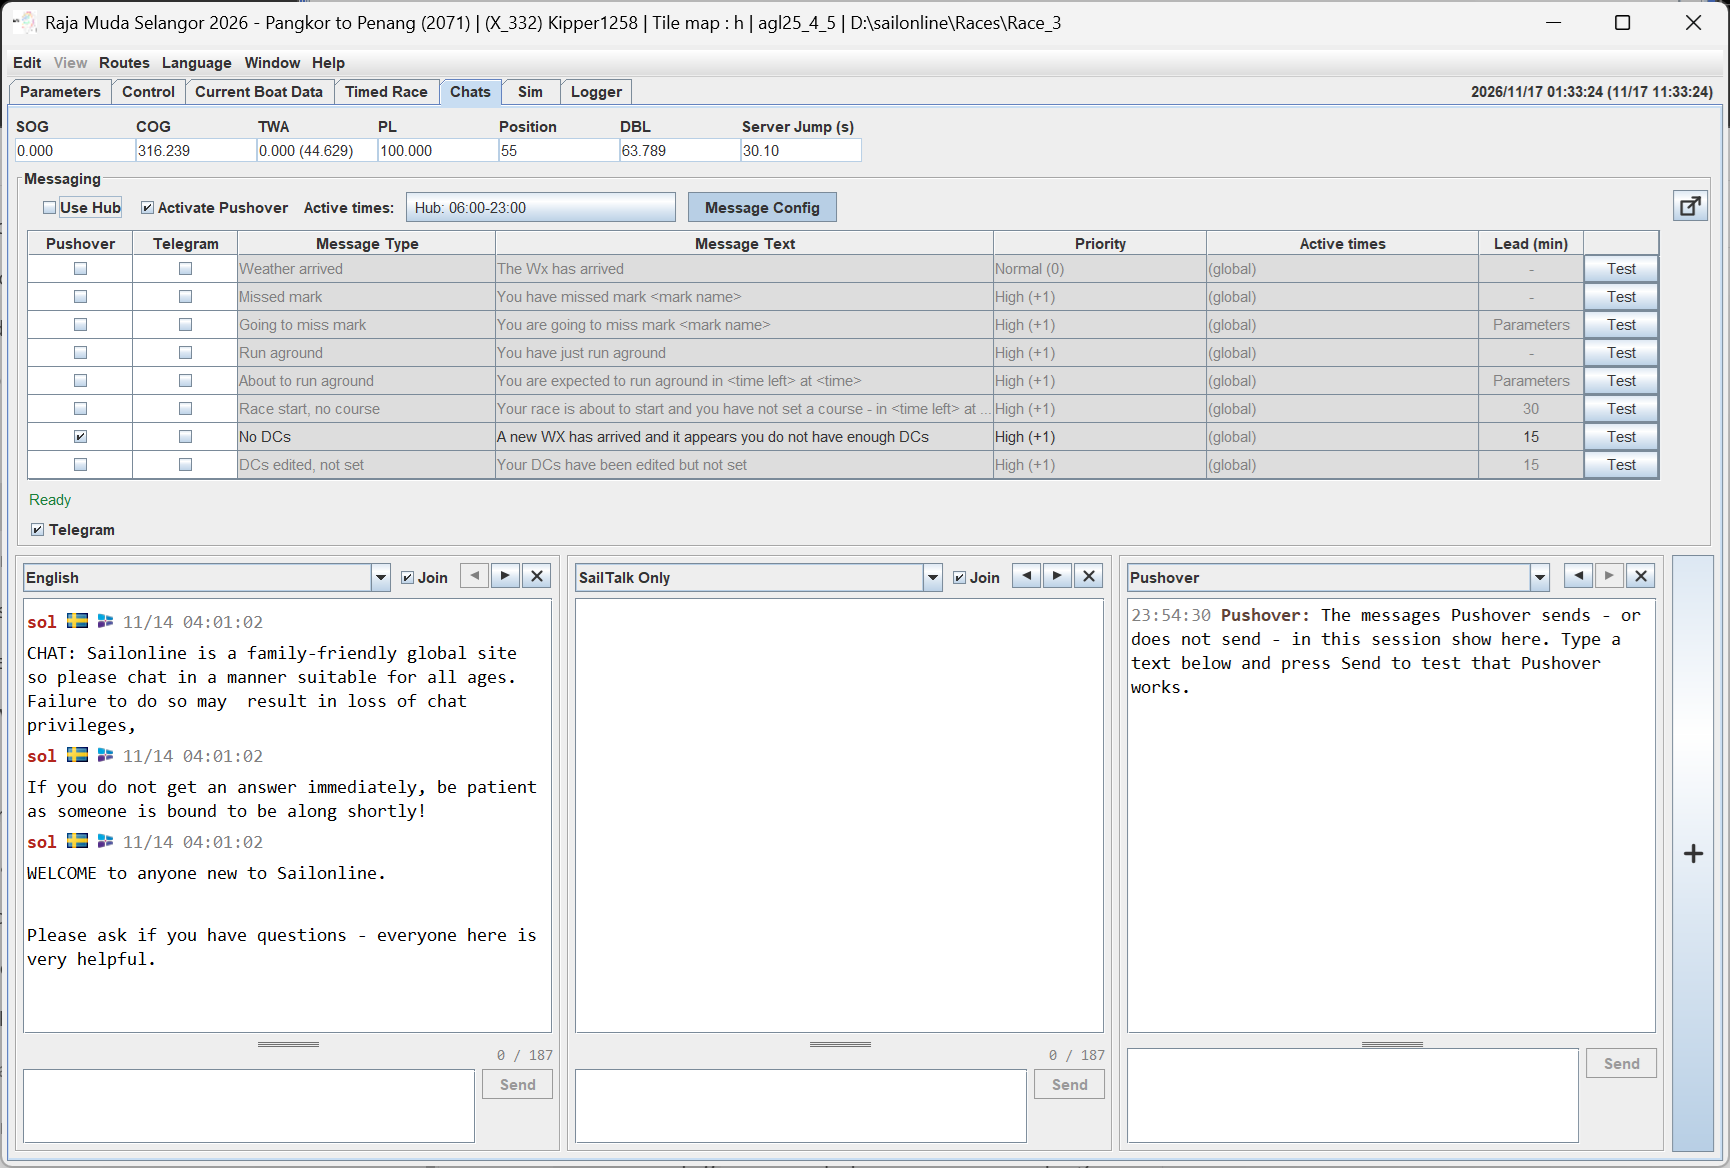 Raja Muda Selangor 2026 - Pangkor to Penang (2071) | (X_332) Kipper1258 | Tile map : h | agl25_4_5 | D:\sailonline\Races\Race_3
Edit View Routes Language Window Help
Parameters Control Current Boat Data Timed Race Chats Sim Logger 2026/11/17 01:33:24 (11/17 11:33:24)
SOG COG TWA PL Position DBL Server Jump (s)
0.000 316.239 0.000 (44.629) 100.000 55 63.789 30.10
Messaging
Use Hub Activate Pushover Active times: Hub: 06:00-23:00 Message Config
Pushover Telegram Message Type Message Text Priority Active times Lead (min)
Weather arrived The Wx has arrived Normal (0) (global) - Test
Missed mark You have missed mark <mark name> High (+1) (global) - Test
Going to miss mark You are going to miss mark <mark name> High (+1) (global) Parameters Test
Run aground You have just run aground High (+1) (global) - Test
About to run aground You are expected to run aground in <time left> at <time> High (+1) (global) Parameters Test
Race start, no course Your race is about to start and you have not set a course - in <time left> at ... High (+1) (global) 30 Test
No DCs A new WX has arrived and it appears you do not have enough DCs High (+1) (global) 15 Test
DCs edited, not set Your DCs have been edited but not set High (+1) (global) 15 Test
Ready
Telegram
English Join
sol 11/14 04:01:02
CHAT: Sailonline is a family-friendly global site
so please chat in a manner suitable for all ages.
Failure to do so may  result in loss of chat
privileges,
sol 11/14 04:01:02
If you do not get an answer immediately, be patient
as someone is bound to be along shortly!
sol 11/14 04:01:02
WELCOME to anyone new to Sailonline.
Please ask if you have questions - everyone here is
very helpful.
0 / 187
Send
SailTalk Only Join
0 / 187
Send
Pushover
23:54:30 Pushover: The messages Pushover sends - or
does not send - in this session show here. Type a
text below and press Send to test that Pushover
works.
Send